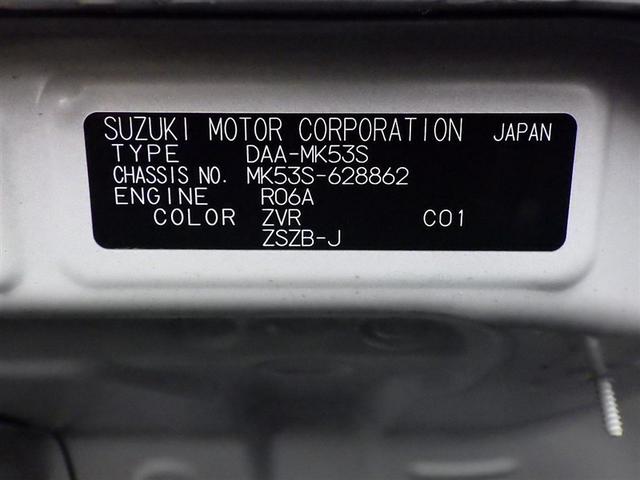 SUZUKI MOTOR CORPORATION JAPAN
TYPE DAA-MK53S
CHASSIS NO. MK53S-628862
ENGINE R06A
COLOR ZVR C01
ZSZB-J